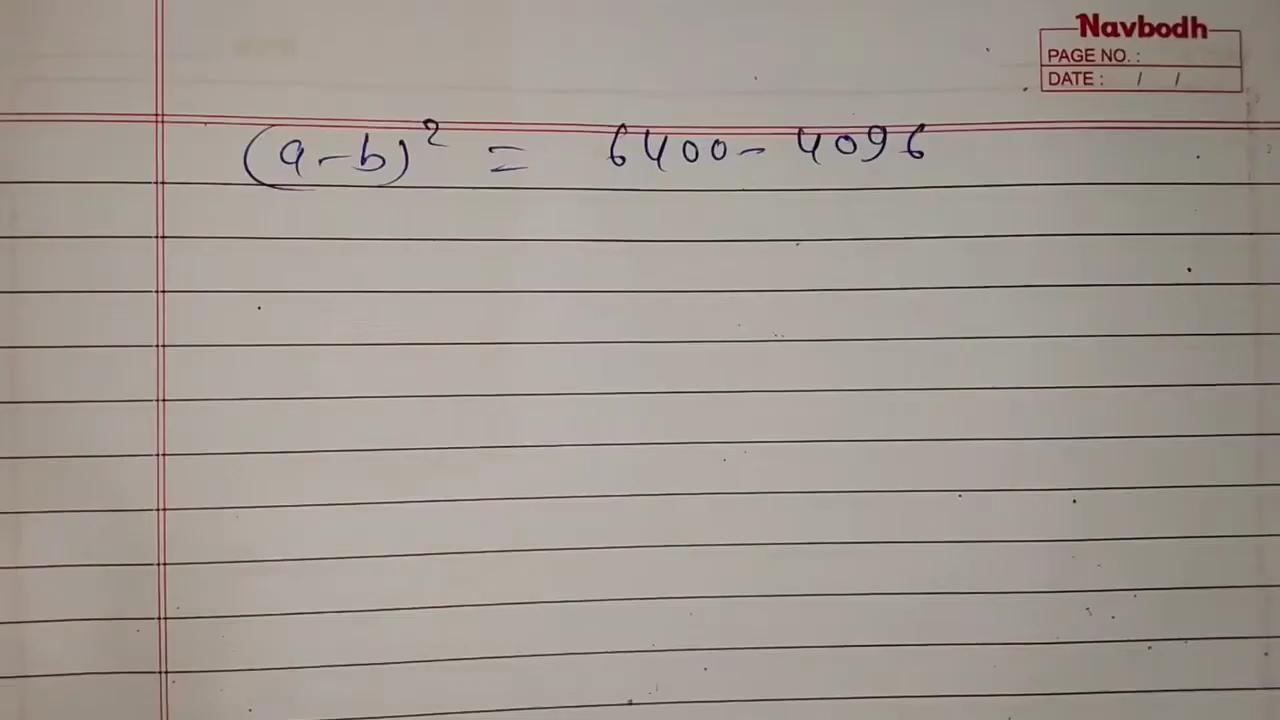 Navbodh
PAGE NO. :
DATE : / /
(a-b)² = 6400 - 4096